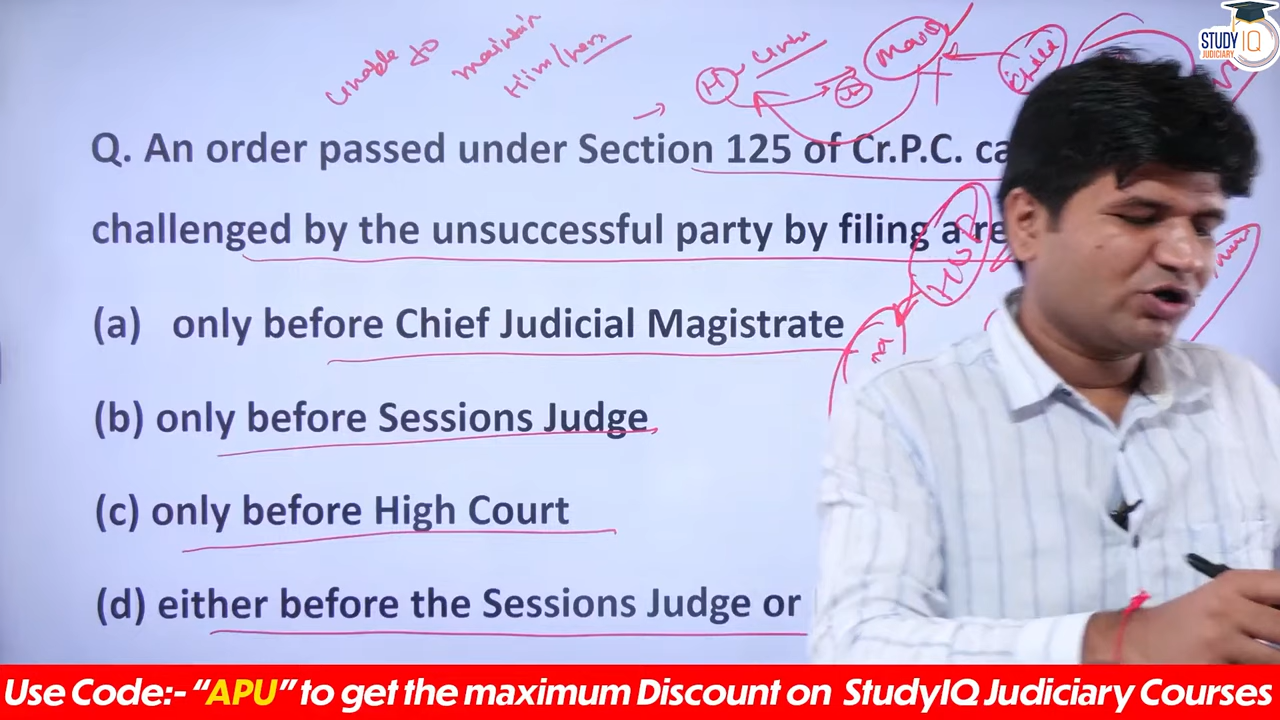 unable to
maintain
Him/her
H
W
Child
STUDY IQ
JUDICIARY
Q. An order passed under Section 125 of Cr.P.C. ca
challenged by the unsuccessful party by filing a re
(a) only before Chief Judicial Magistrate
(b) only before Sessions Judge
(c) only before High Court
(d) either before the Sessions Judge or
Use Code:- “APU” to get the maximum Discount on StudyIQ Judiciary Courses